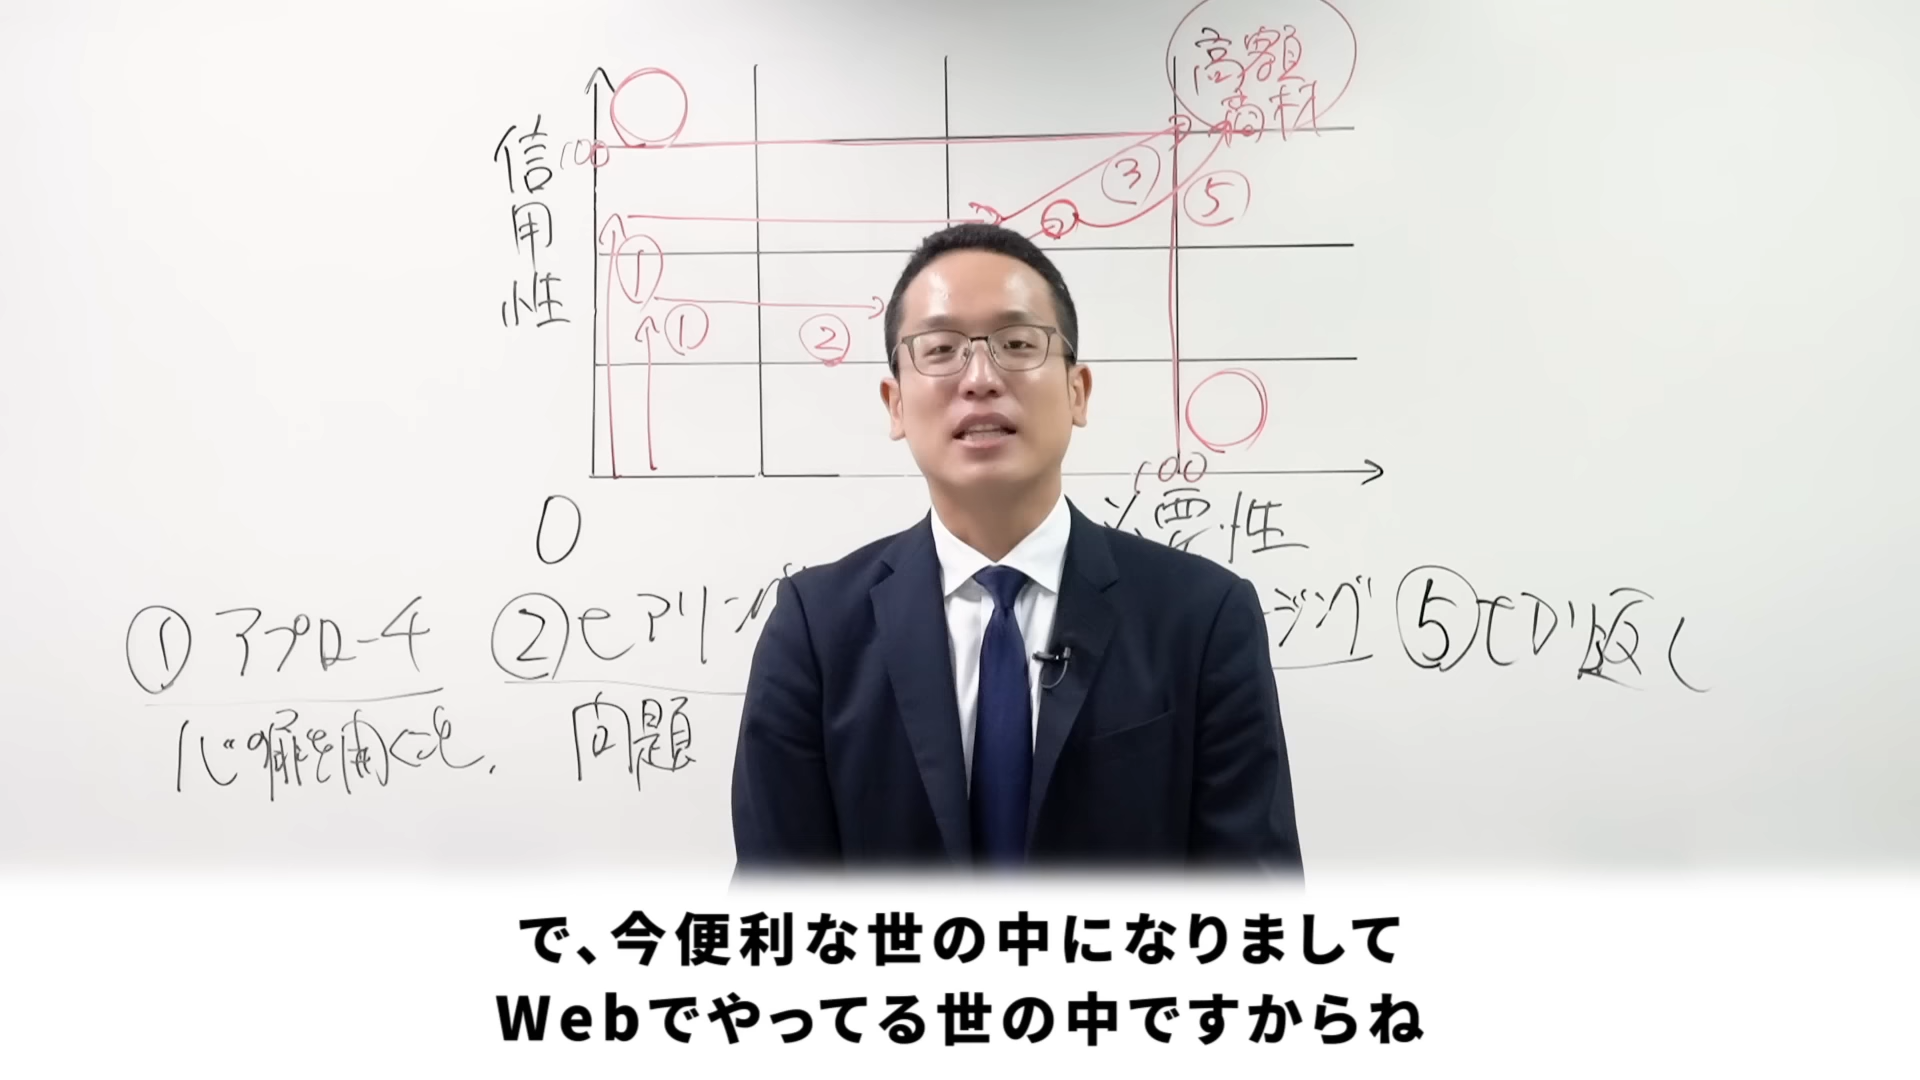 高額
商材
信用性
100
③
⑤
②
①
①
②
100
0
必要性
①アプローチ
②ヒアリング
ジング
⑤切り返し
心の扉を開くこと.
問題
で、今便利な世の中になりまして
Webでやってる世の中ですからね